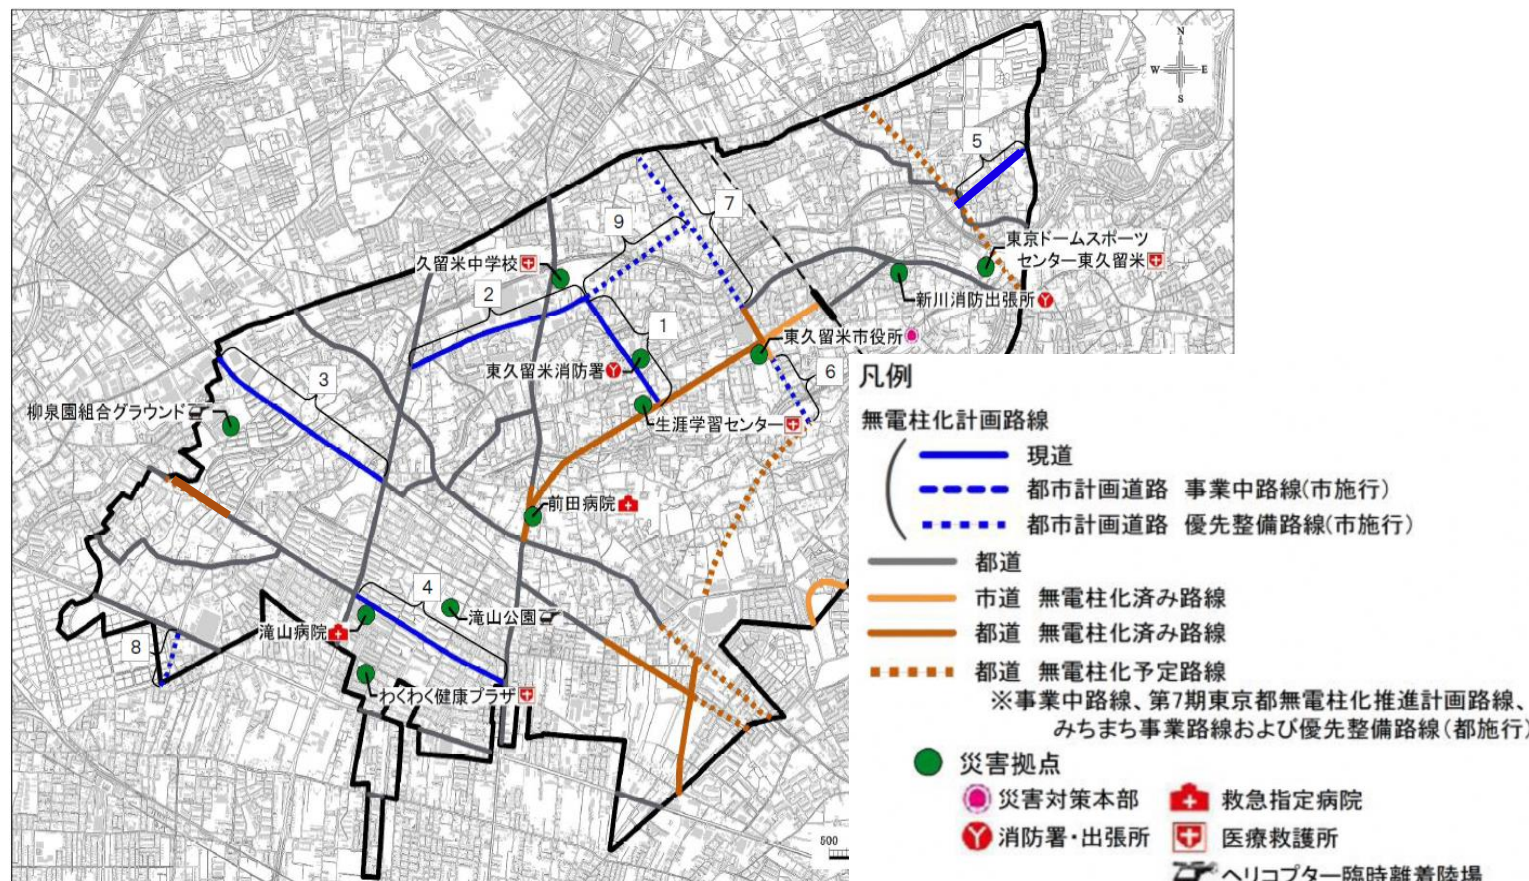 N
W E
S
5
7
9
東京ドームスポーツ
センター東久留米
久留米中学校
2
新川消防出張所
1
東久留米市役所
東久留米消防署
6
3
柳泉園組合グラウンド
生涯学習センター
前田病院
4
滝山公園
滝山病院
8
わくわく健康プラザ
500
凡例
無電柱化計画路線
現道
都市計画道路 事業中路線(市施行)
都市計画道路 優先整備路線(市施行)
都道
市道 無電柱化済み路線
都道 無電柱化済み路線
都道 無電柱化予定路線
※事業中路線、第7期東京都無電柱化推進計画路線、
みちまち事業路線および優先整備路線(都施行)
災害拠点
災害対策本部 救急指定病院
消防署・出張所 医療救護所
ヘリコプター臨時離着陸場